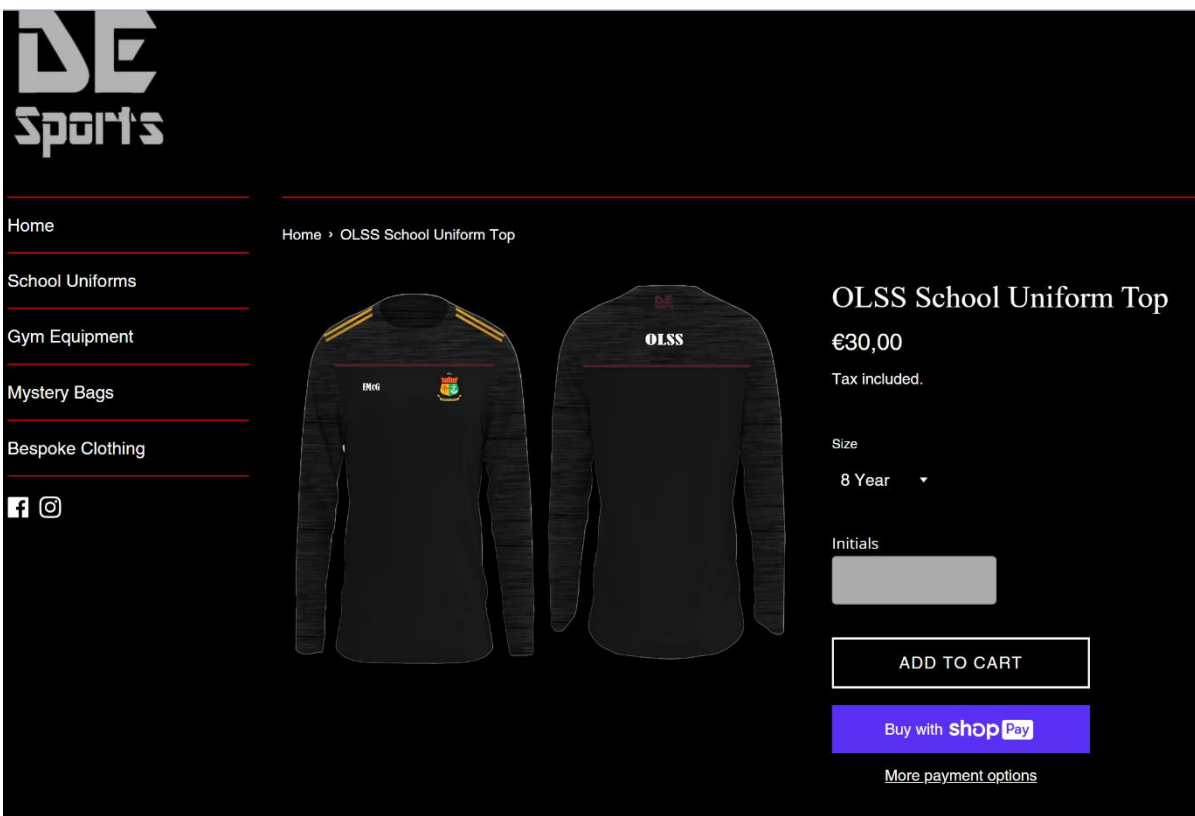 DE
Sports
Home
School Uniforms
Gym Equipment
Mystery Bags
Bespoke Clothing
Home › OLSS School Uniform Top
EMcG
DE
OLSS
OLSS School Uniform Top
€30,00
Tax included.
Size
8 Year
Initials
ADD TO CART
Buy with shop Pay
More payment options